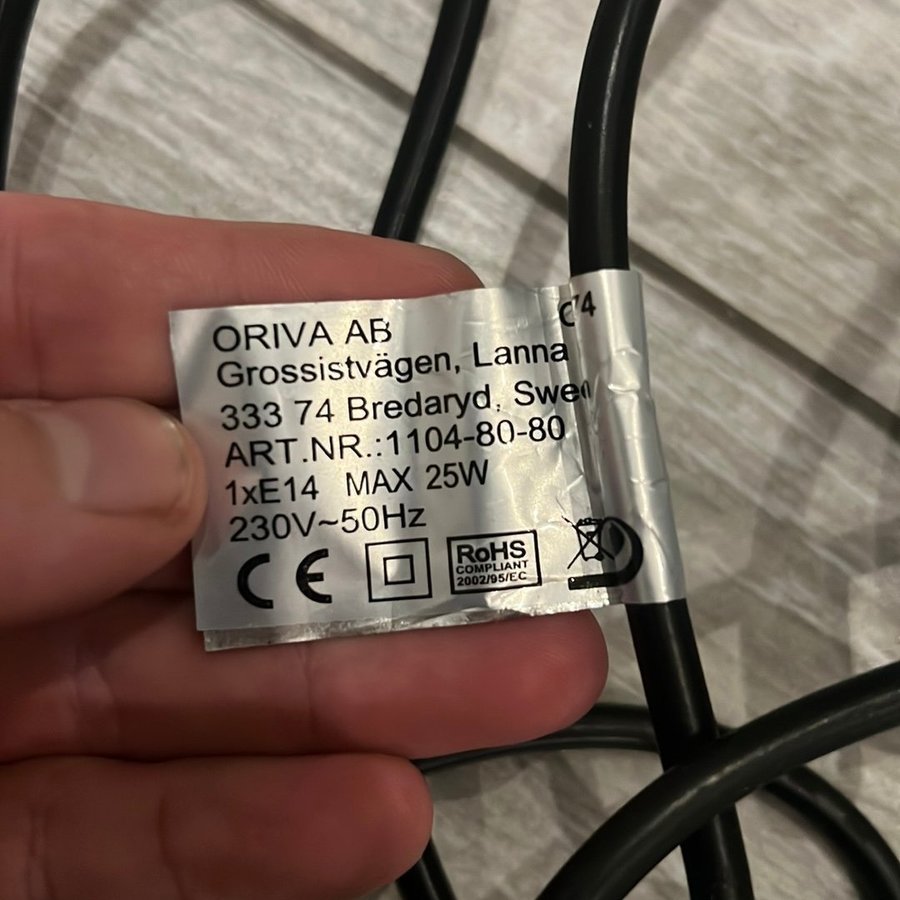 ORIVA AB
Grossistvägen, Lanna
333 74 Bredaryd, Swe
ART.NR.:1104-80-80
1xE14 MAX 25W
230V~50Hz
CE
RoHS
COMPLIANT
2002/95/EC